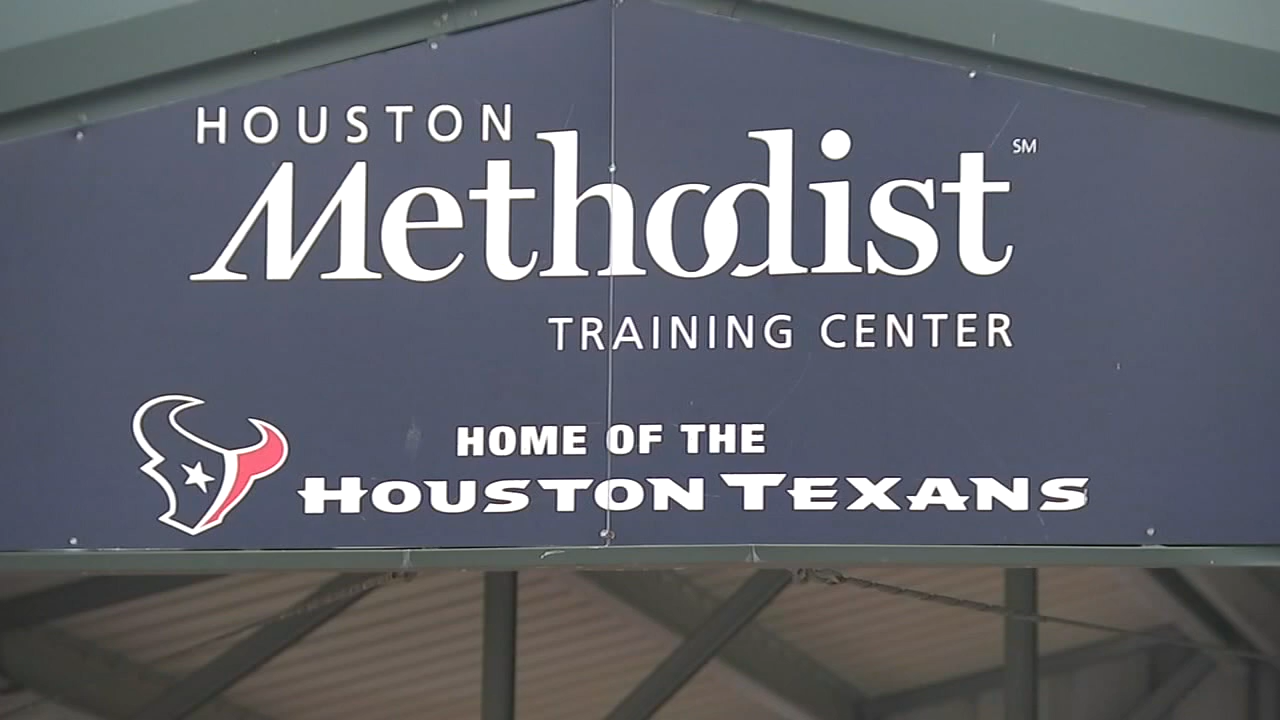 HOUSTON
Methodist SM
TRAINING CENTER
HOME OF THE
HOUSTON TEXANS